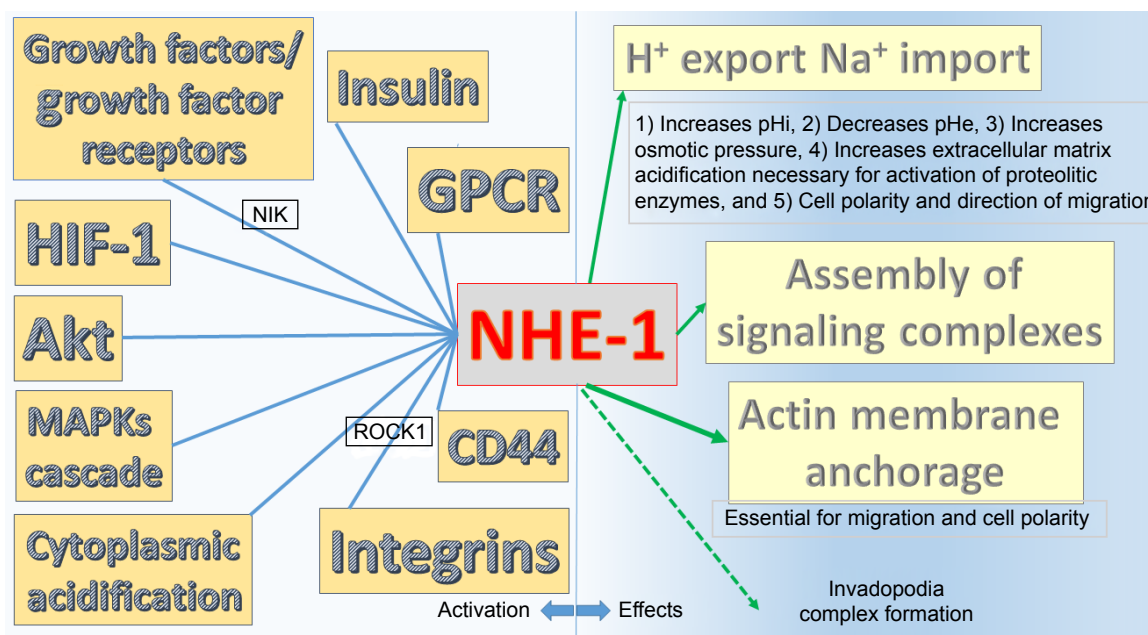 Growth factors/
growth factor
receptors
Insulin
GPCR
NIK
HIF-1
Akt
MAPKs
cascade
ROCK1
CD44
Cytoplasmic
acidification
Integrins
NHE-1
Activation
Effects
H⁺ export Na⁺ import
1) Increases pHi, 2) Decreases pHe, 3) Increases
osmotic pressure, 4) Increases extracellular matrix
acidification necessary for activation of proteolitic
enzymes, and 5) Cell polarity and direction of migration
Assembly of
signaling complexes
Actin membrane
anchorage
Essential for migration and cell polarity
Invadopodia
complex formation